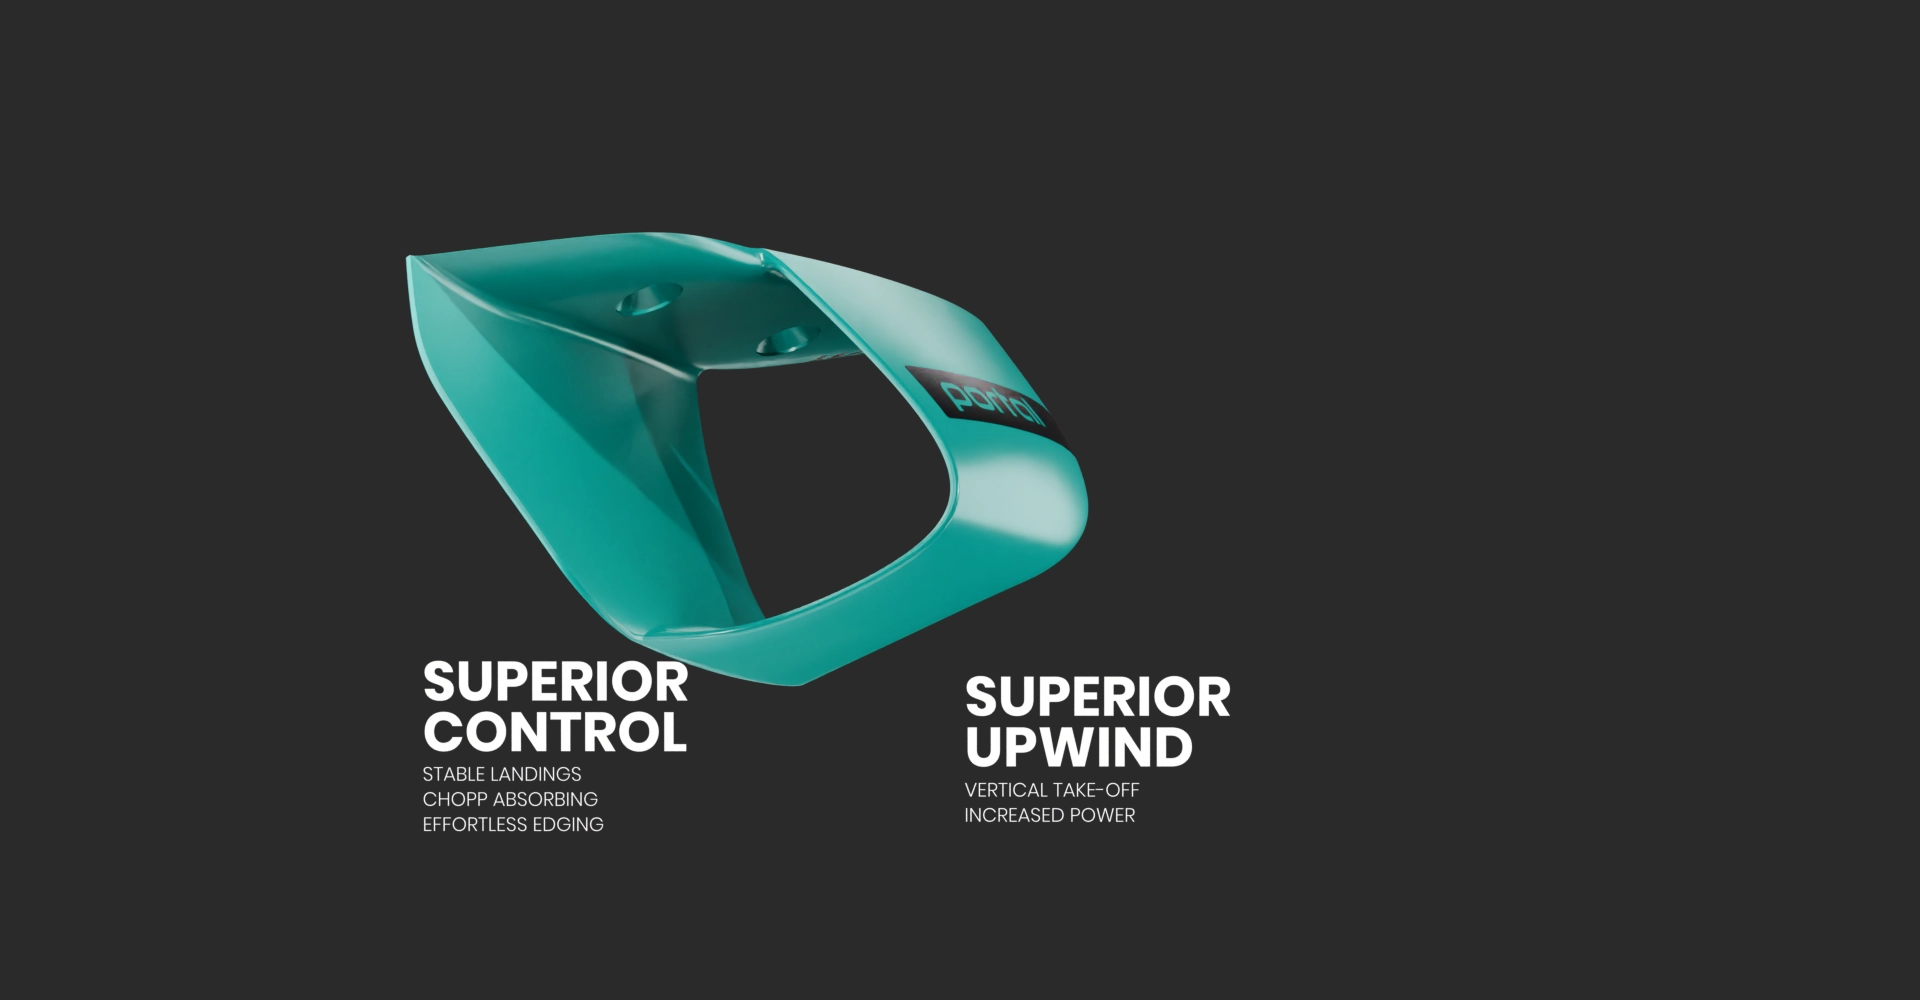 portal
SUPERIOR
CONTROL
STABLE LANDINGS
CHOPP ABSORBING
EFFORTLESS EDGING
SUPERIOR
UPWIND
VERTICAL TAKE-OFF
INCREASED POWER